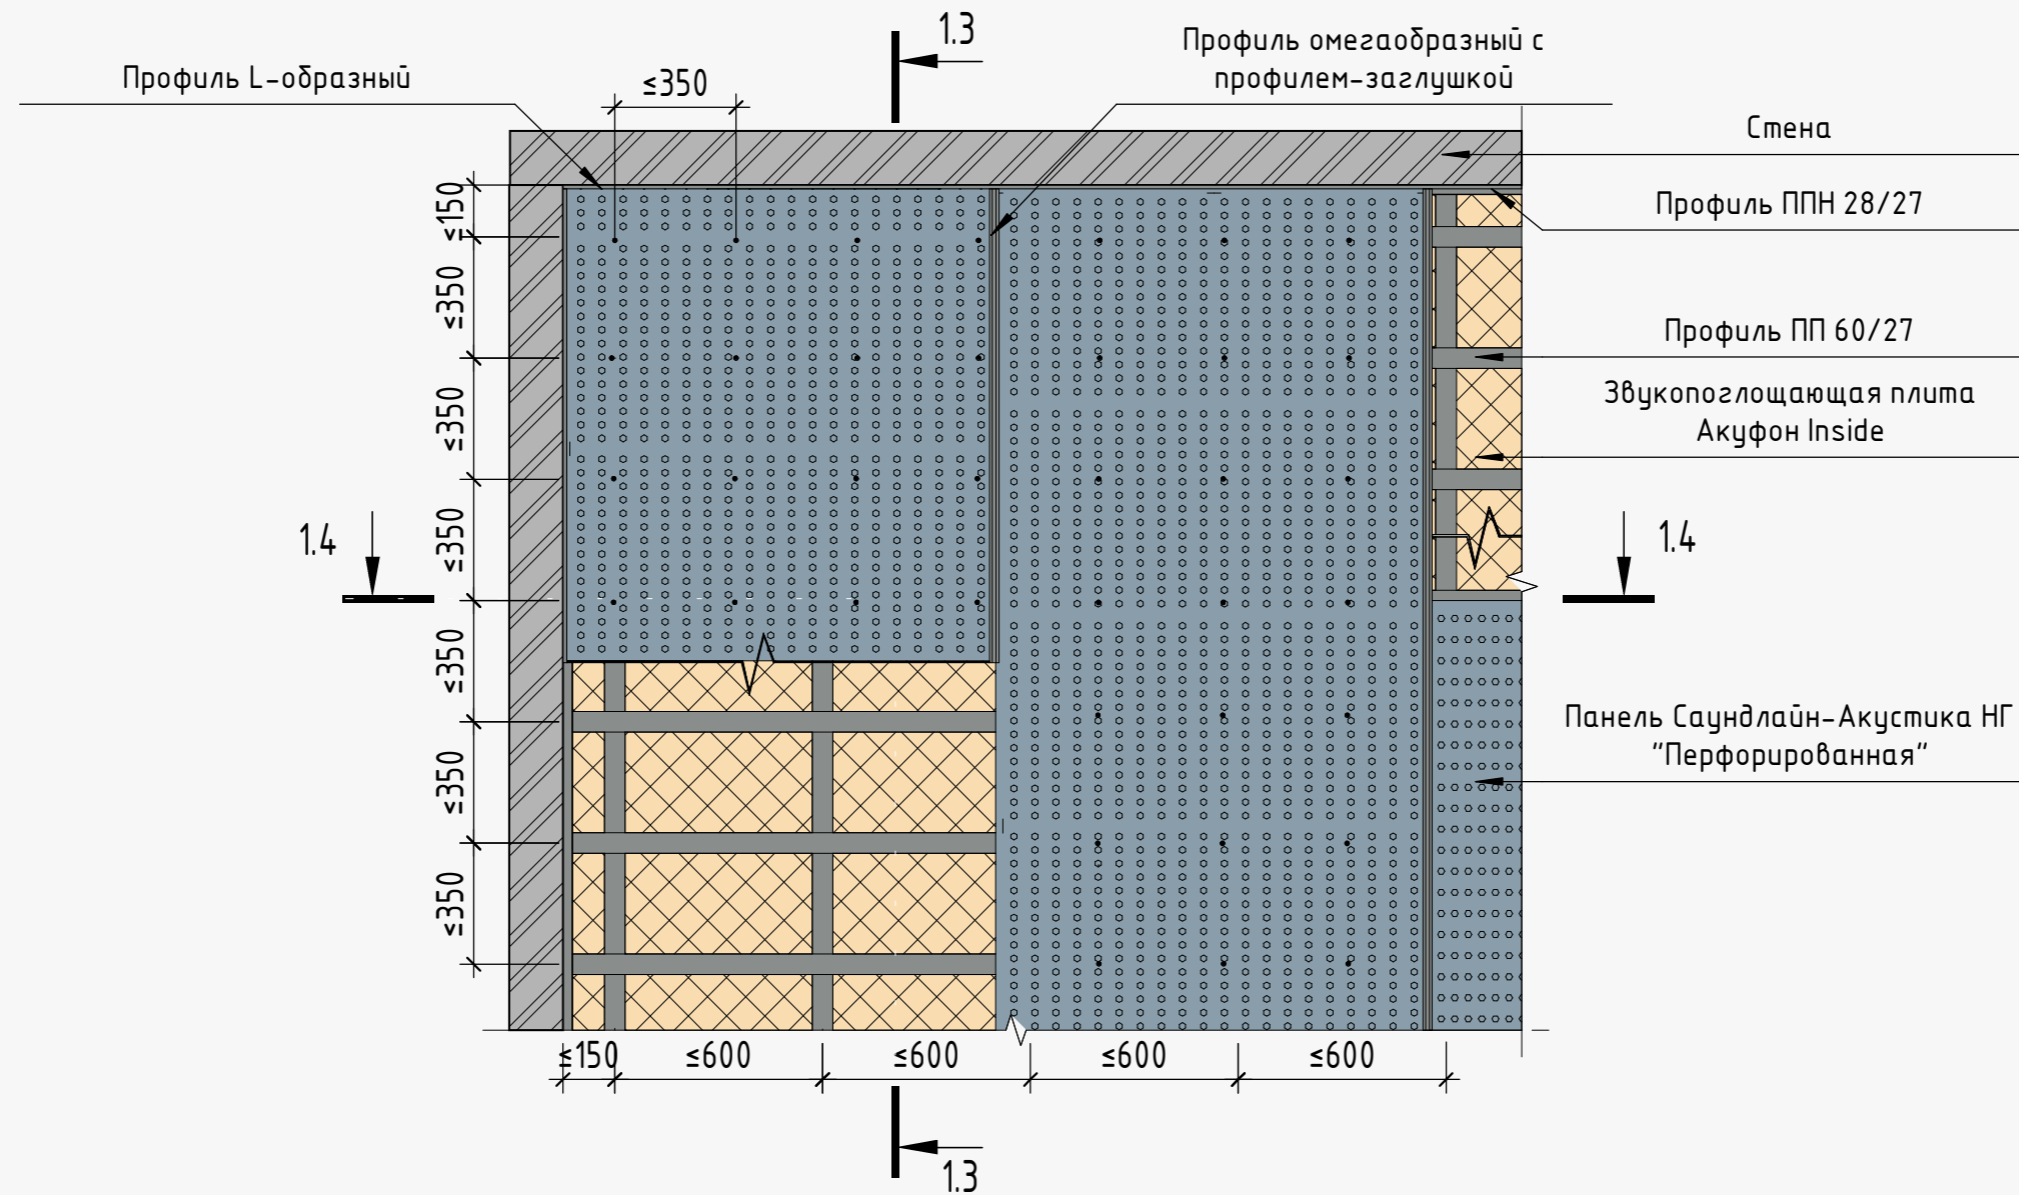 1.3
Профиль омегаобразный с
профилем-заглушкой
Профиль L-образный
≤350
Стена
Профиль ППН 28/27
Профиль ПП 60/27
Звукопоглощающая плита
Акуфон Inside
1.4
1.4
Панель Саундлайн-Акустика НГ
"Перфорированная"
≤150
≤350
≤350
≤350
≤350
≤350
≤350
≤150
≤600
≤600
≤600
≤600
1.3